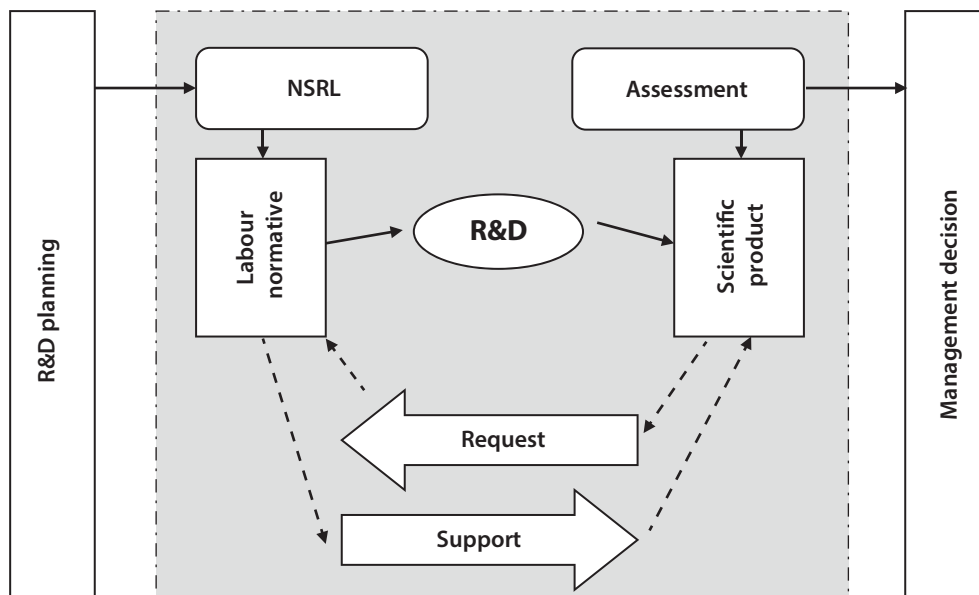 R&D planning
NSRL
Assessment
Labour
normative
R&D
Scientific
product
Management decision
Request
Support